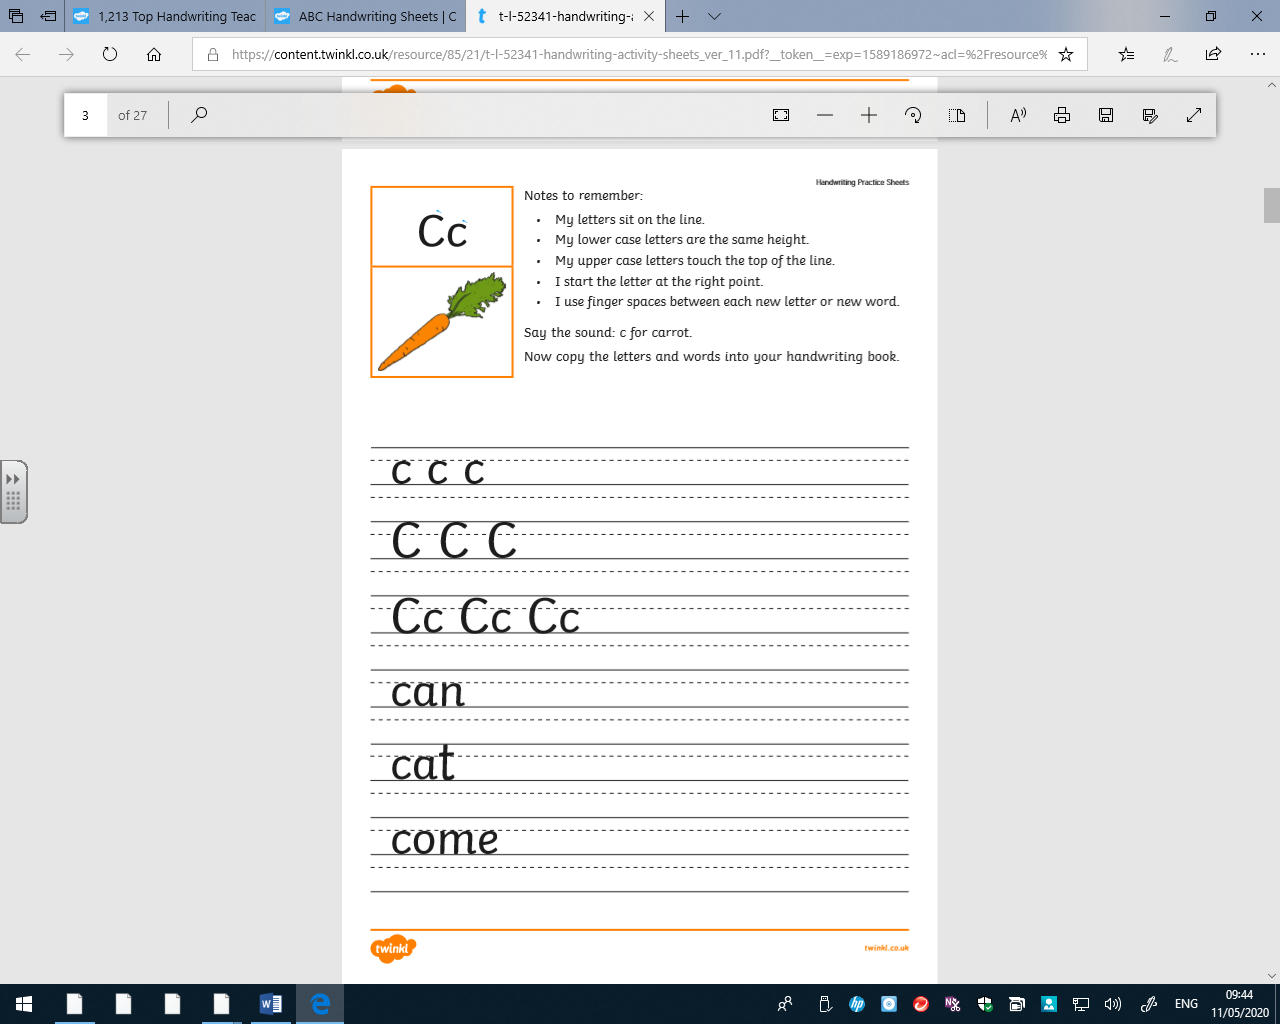 1,213 Top Handwriting Teac
ABC Handwriting Sheets | C
t-l-52341-handwriting-a
https://content.twinkl.co.uk/resource/85/21/t-l-52341-handwriting-activity-sheets_ver_11.pdf?__token__=exp=1589186972~acl=%2Fresource%
3 of 27
Handwriting Practice Sheets
Cc
Notes to remember:
• My letters sit on the line.
• My lower case letters are the same height.
• My upper case letters touch the top of the line.
• I start the letter at the right point.
• I use finger spaces between each new letter or new word.
Say the sound: c for carrot.
Now copy the letters and words into your handwriting book.
c c c
C C C
Cc Cc Cc
can
cat
come
twinkl
twinkl.co.uk
ENG
09:44
11/05/2020